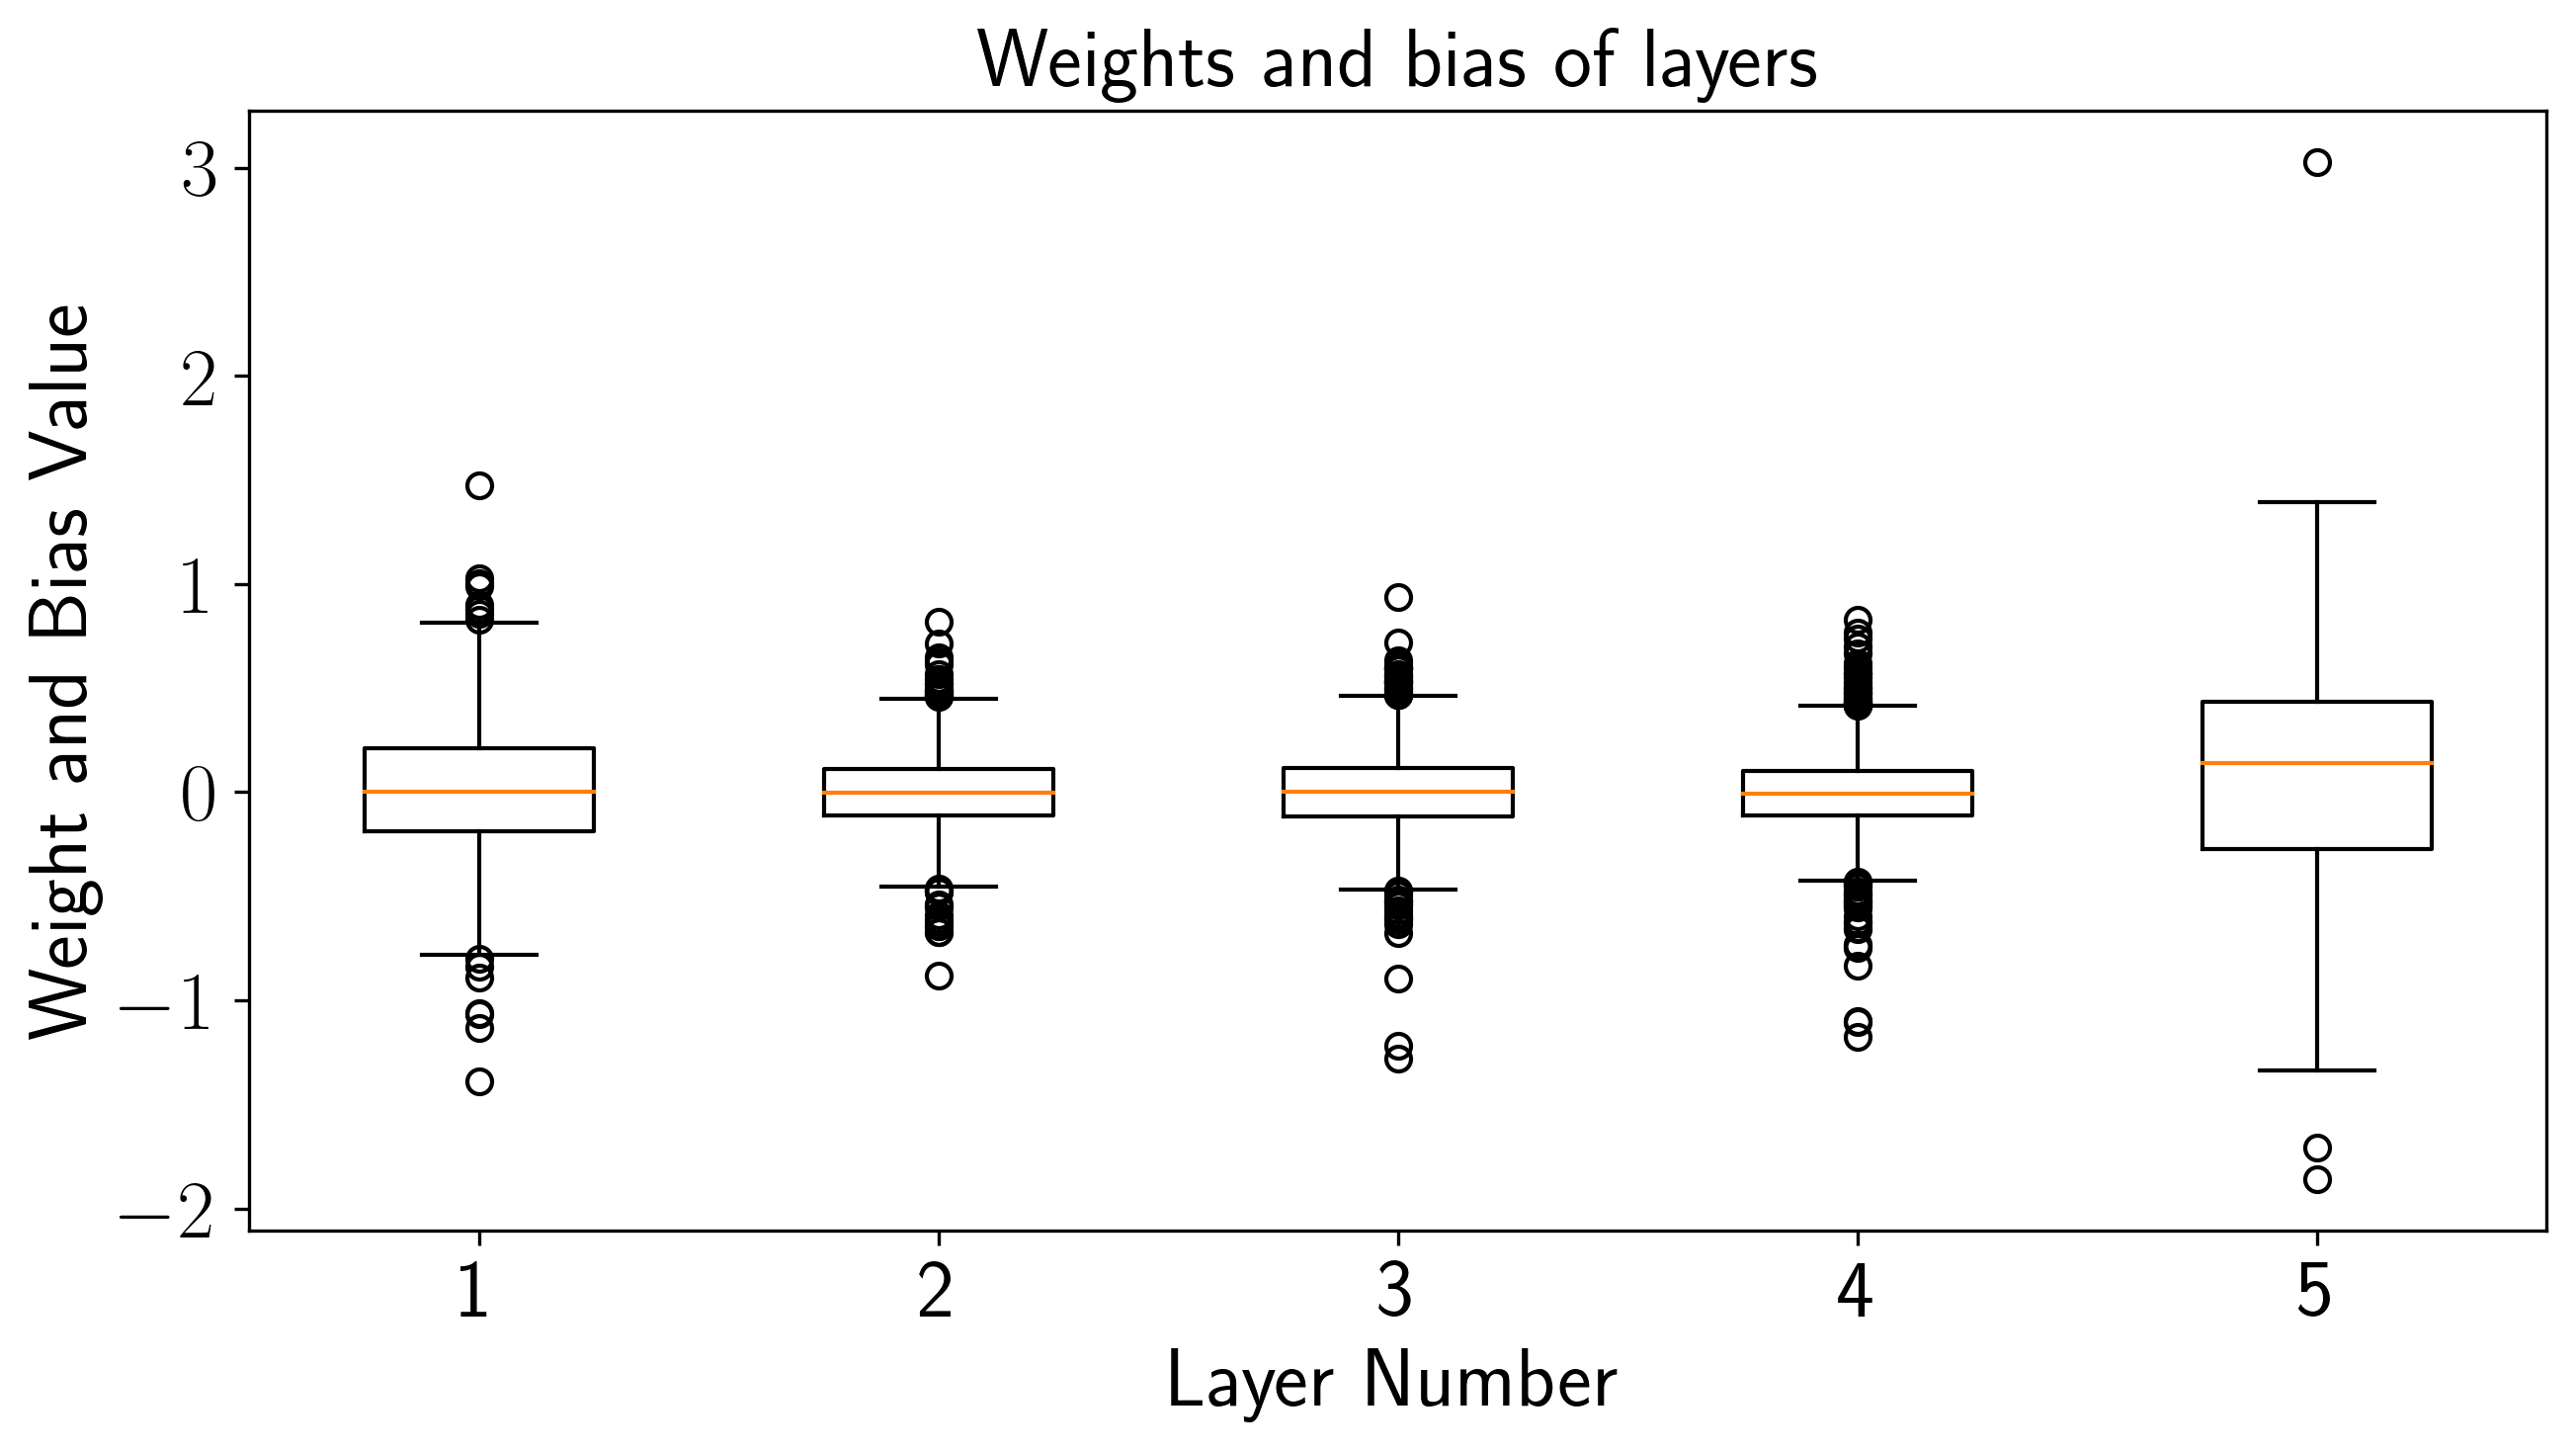 Weights and bias of layers
Weight and Bias Value
3
2
1
0
−1
−2
1 2 3 4 5
Layer Number